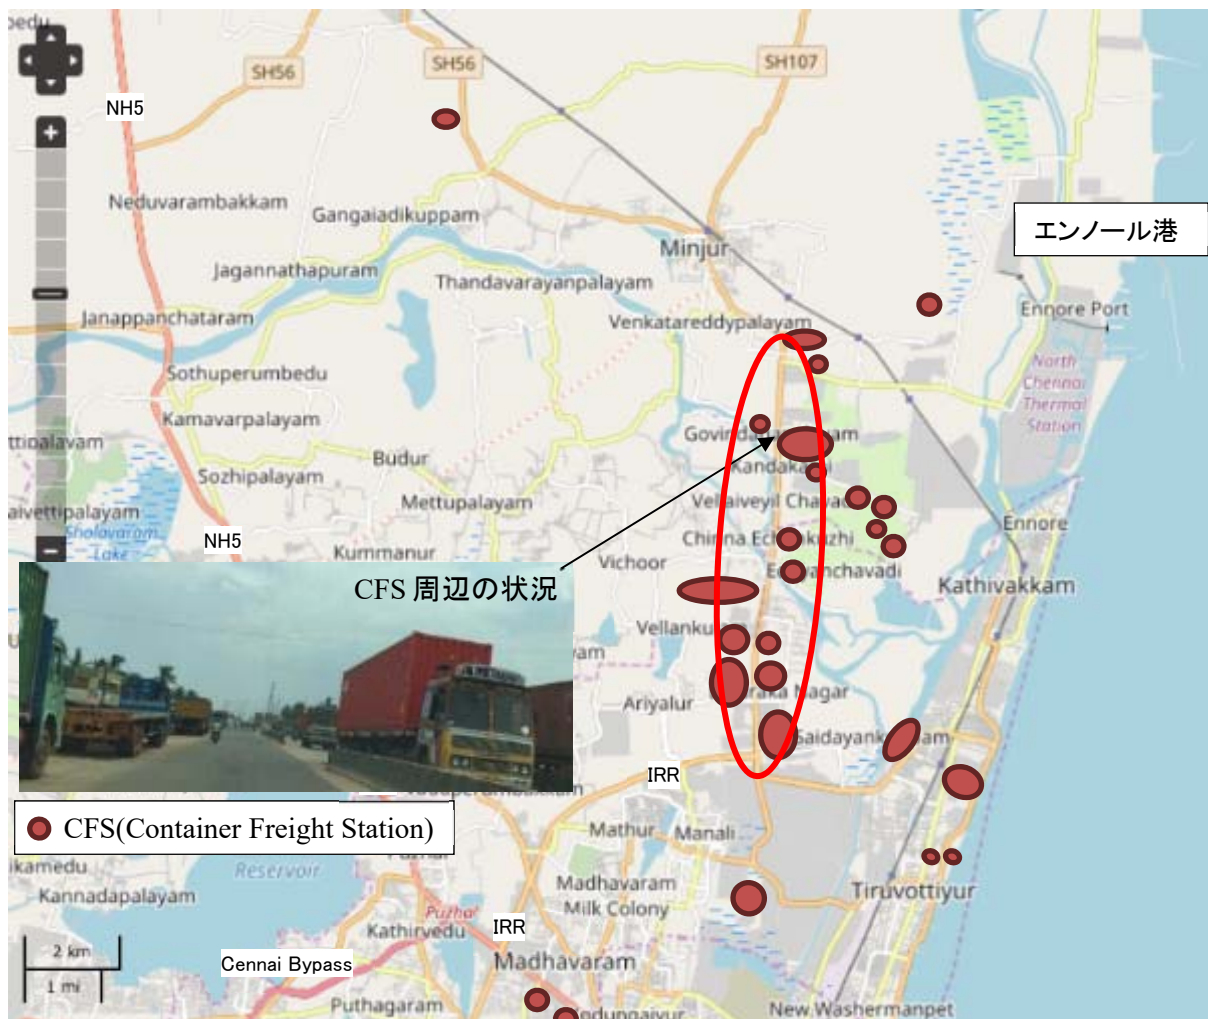 SH56
SH56
SH107
NH5
Neduvarambakkam
Gangaiadikuppam
エンノール港
Minjur
Jagannathapuram
Thandavarayanpalayam
Ennore Port
Janappanchataram
Venkatareddypalayam
North
Chennai
Thermal
Station
Sothuperumbedu
Kamavarpalayam
Budur
Sozhipalayam
Mettupalayam
Sholavaram
Lake
NH5
Kummanur
Vichoor
Ennore
Kathivakkam
CFS 周辺の状況
Ariyalur
IRR
CFS(Container Freight Station)
Mathur
Manali
Reservoir
Kannadapalayam
Madhavaram
Milk Colony
Tiruvottiyur
Puzhal
Kathirvedu
IRR
2 km
1 mi
Cennai Bypass
Madhavaram
Puthagaram
New Washermanpet